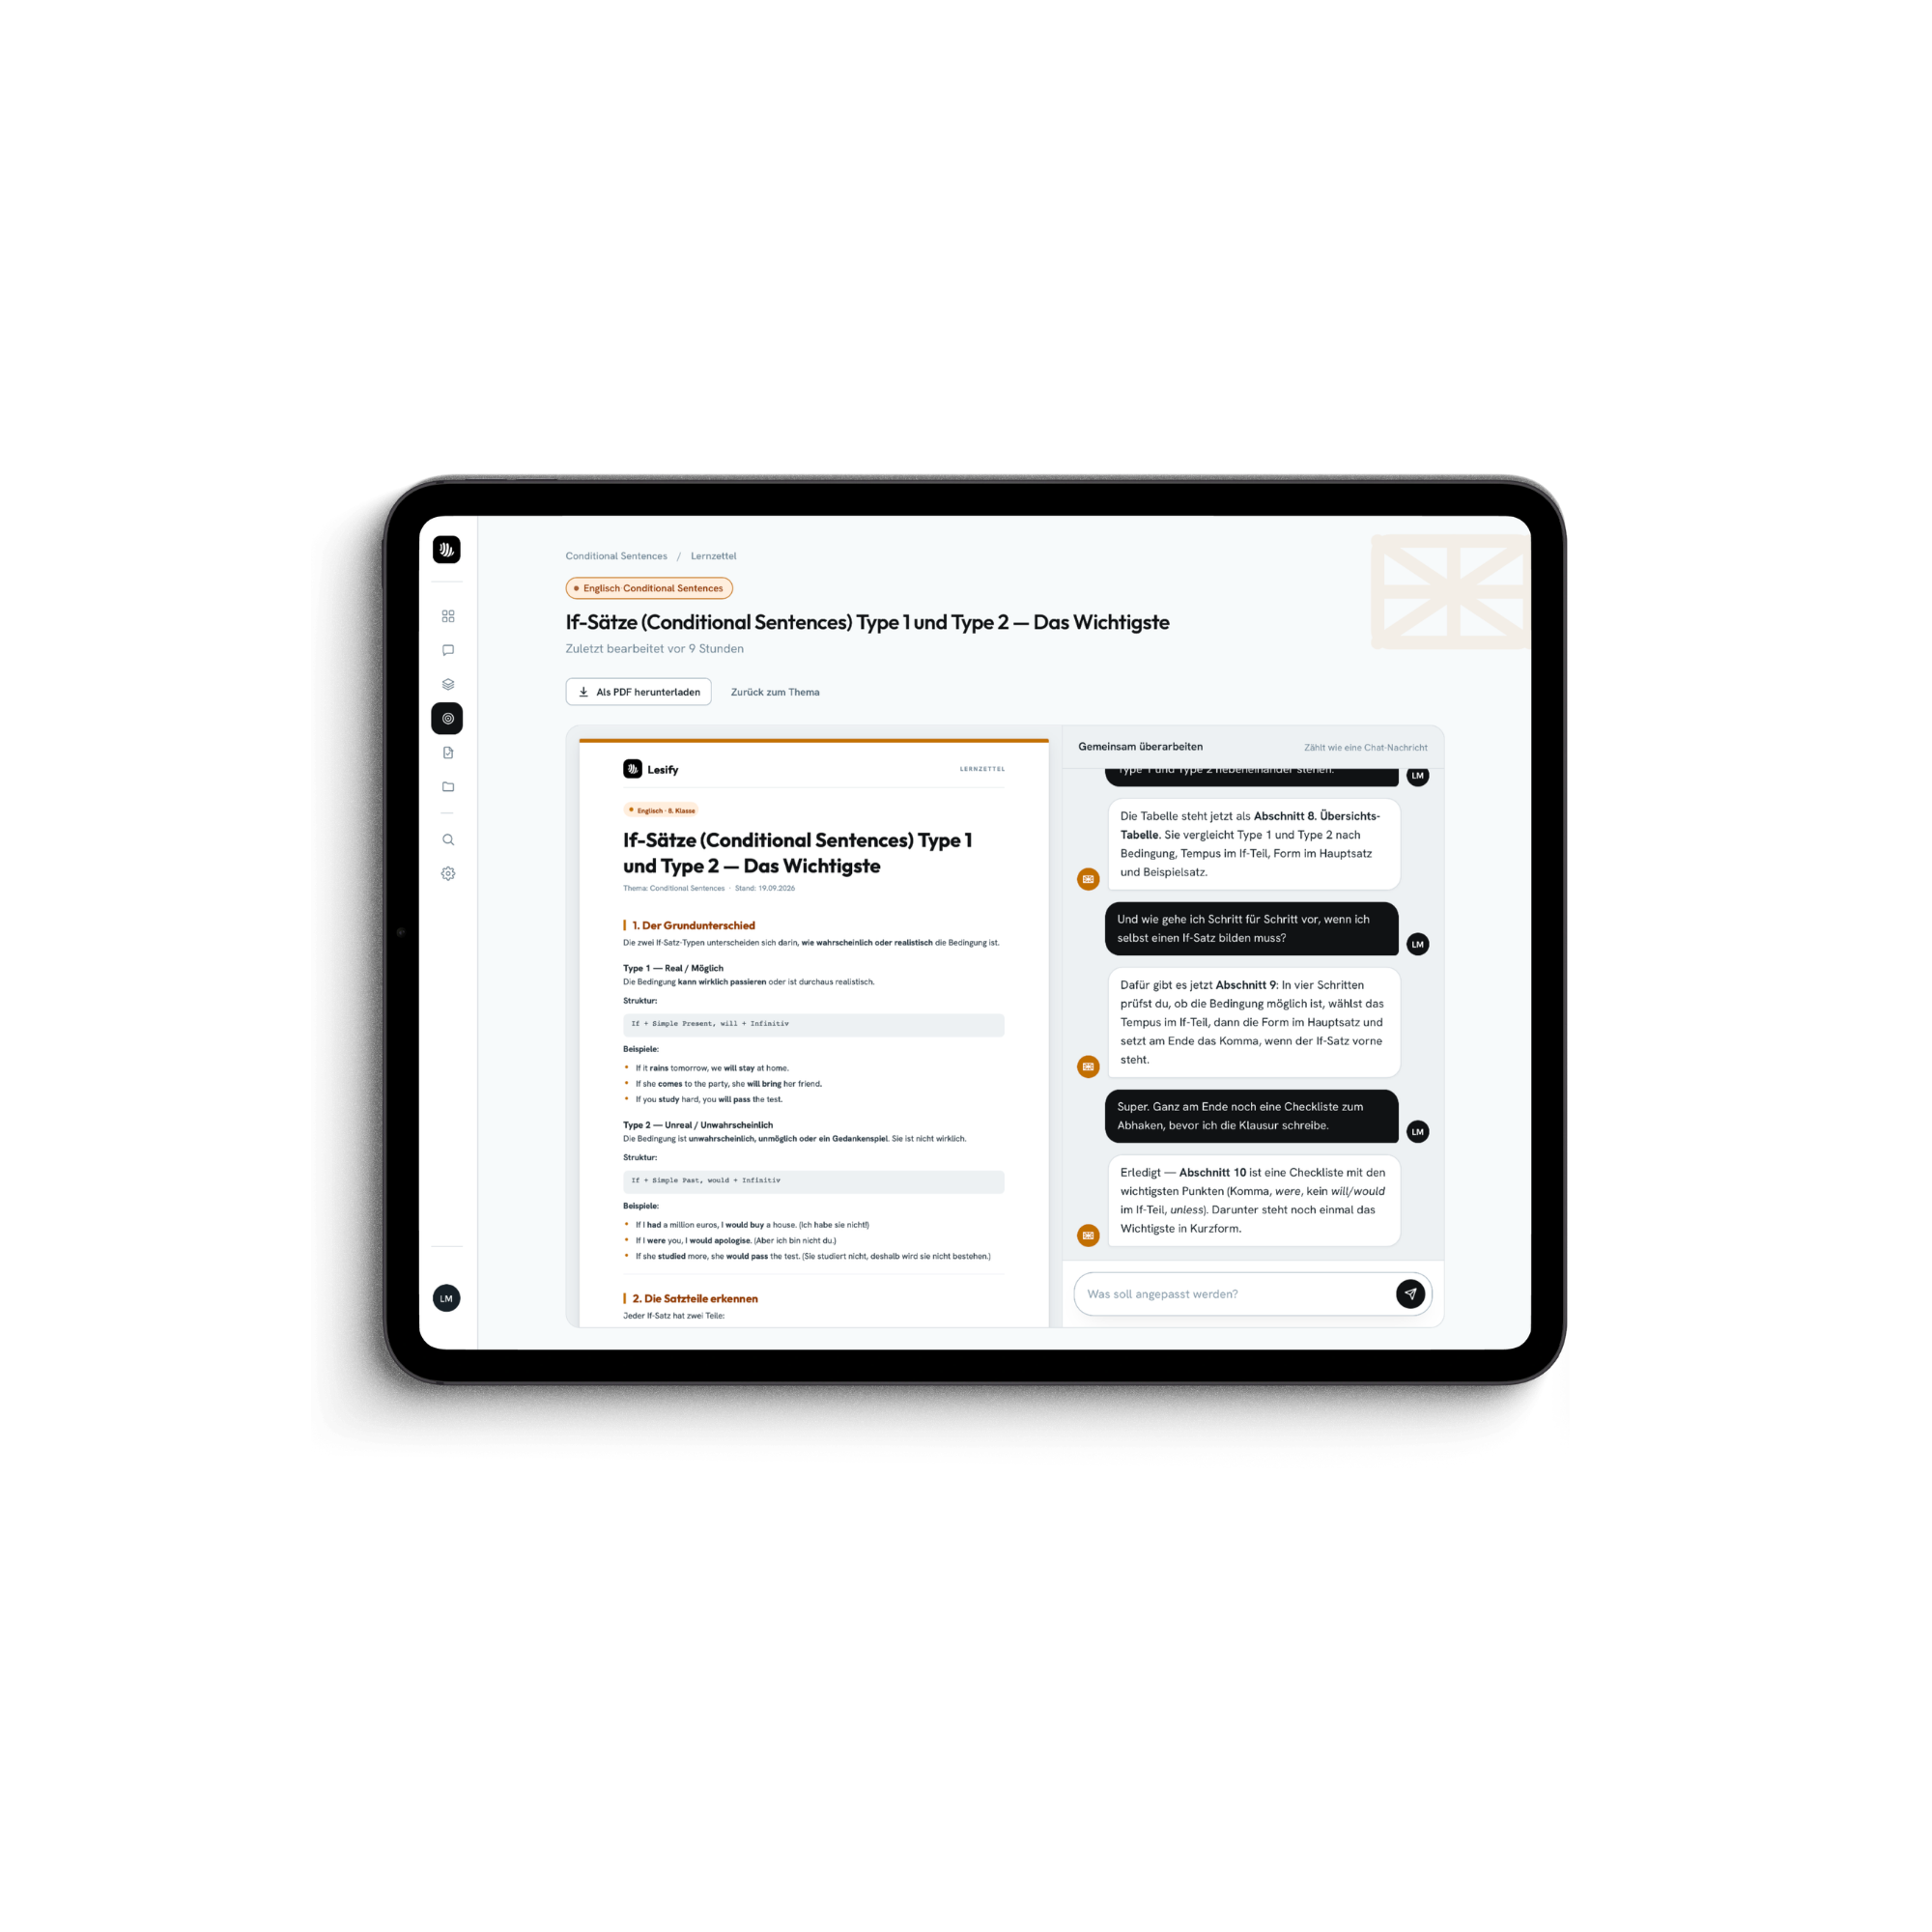 Conditional Sentences / Lernzettel
Englisch Conditional Sentences
If-Sätze (Conditional Sentences) Type 1 und Type 2 — Das Wichtigste
Zuletzt bearbeitet vor 9 Stunden
Als PDF herunterladen
Zurück zum Thema
Lesify
LERNZETTEL
Englisch · 8. Klasse
If-Sätze (Conditional Sentences) Type 1
und Type 2 — Das Wichtigste
Thema: Conditional Sentences · Stand: 19.09.2026
1. Der Grundunterschied
Die zwei If-Satz-Typen unterscheiden sich darin, wie wahrscheinlich oder realistisch die Bedingung ist.
Type 1 — Real / Möglich
Die Bedingung kann wirklich passieren oder ist durchaus realistisch.
Struktur:
If + Simple Present, will + Infinitiv
Beispiele:
If it rains tomorrow, we will stay at home.
If she comes to the party, she will bring her friend.
If you study hard, you will pass the test.
Type 2 — Unreal / Unwahrscheinlich
Die Bedingung ist unwahrscheinlich, unmöglich oder ein Gedankenspiel. Sie ist nicht wirklich.
Struktur:
If + Simple Past, would + Infinitiv
Beispiele:
If I had a million euros, I would buy a house. (Ich habe sie nicht!)
If I were you, I would apologise. (Aber ich bin nicht du.)
If she studied more, she would pass the test. (Sie studiert nicht, deshalb wird sie nicht bestehen.)
2. Die Satzteile erkennen
Jeder If-Satz hat zwei Teile:
Gemeinsam überarbeiten
Zählt wie eine Chat-Nachricht
Type 1 und Type 2 nebeneinander stehen.
LM
Die Tabelle steht jetzt als Abschnitt 8. Übersichts-
Tabelle. Sie vergleicht Type 1 und Type 2 nach
Bedingung, Tempus im If-Teil, Form im Hauptsatz
und Beispielsatz.
Und wie gehe ich Schritt für Schritt vor, wenn ich
selbst einen If-Satz bilden muss?
LM
Dafür gibt es jetzt Abschnitt 9: In vier Schritten
prüfst du, ob die Bedingung möglich ist, wählst das
Tempus im If-Teil, dann die Form im Hauptsatz und
setzt am Ende das Komma, wenn der If-Satz vorne
steht.
Super. Ganz am Ende noch eine Checkliste zum
Abhaken, bevor ich die Klausur schreibe.
LM
Erledigt — Abschnitt 10 ist eine Checkliste mit den
wichtigsten Punkten (Komma, were, kein will/would
im If-Teil, unless). Darunter steht noch einmal das
Wichtigste in Kurzform.
Was soll angepasst werden?
LM